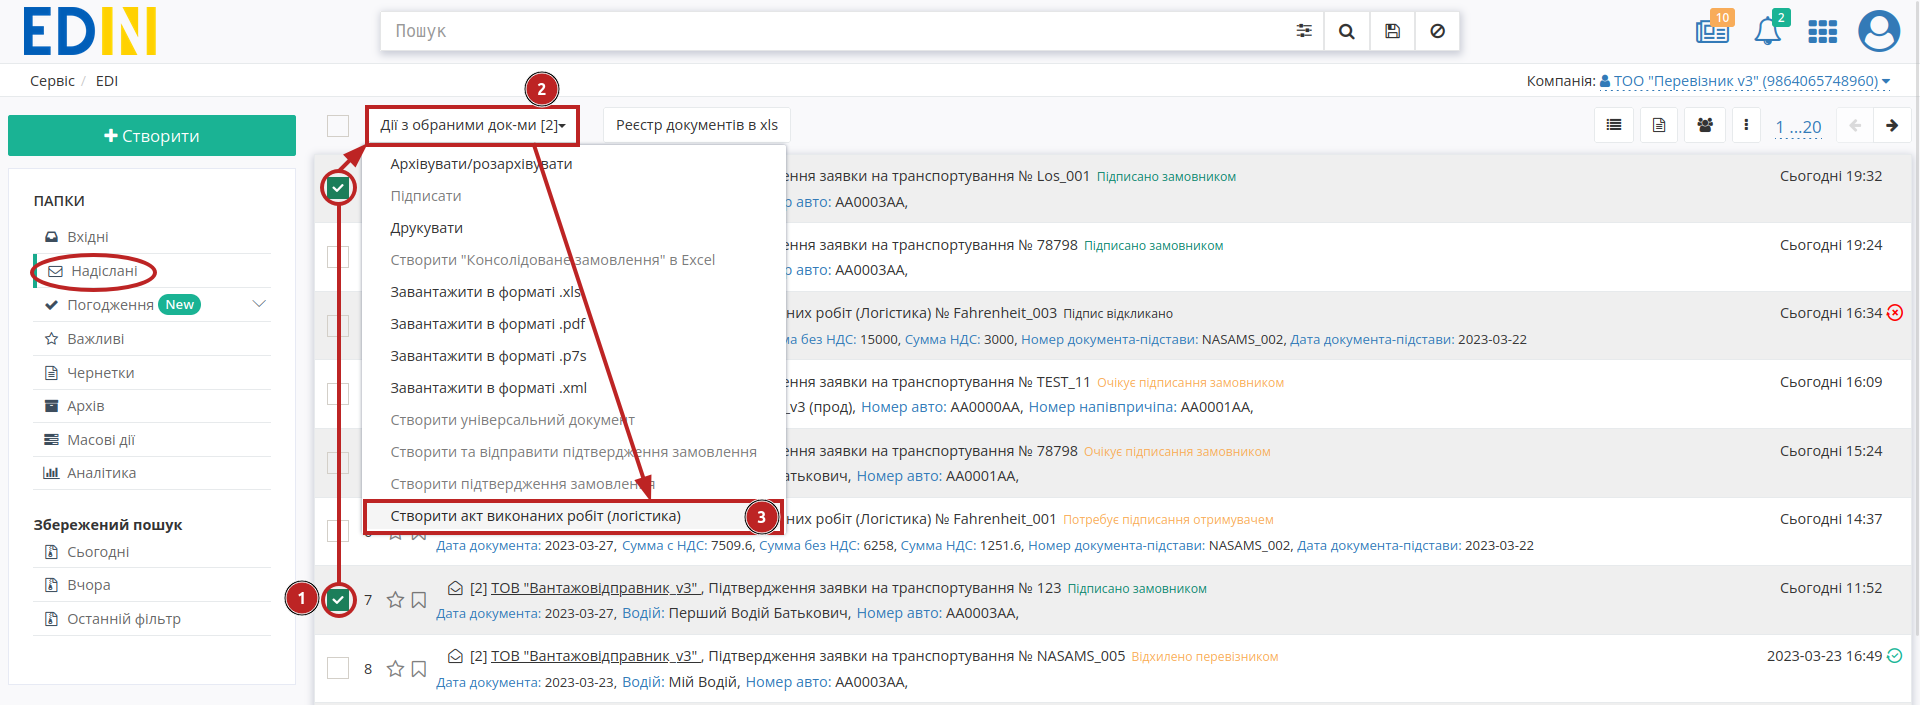 EDIN
Пошук
10
2
Сервіс / EDI
Компанія: ТОО "Перевізник v3" (9864065748960)
2
Створити
Дії з обраними док-ми [2]
Реєстр документів в xls
1 ...20
ПАПКИ
Вхідні
Надіслані
Погодження New
Важливі
Чернетки
Архів
Масові дії
Аналітика
Збережений пошук
Сьогодні
Вчора
Останній фільтр
Архівувати/розархівувати
Підписати
Друкувати
Створити "Консолідоване замовлення" в Excel
Завантажити в форматі .xls
Завантажити в форматі .pdf
Завантажити в форматі .p7s
Завантажити в форматі .xml
Створити універсальний документ
Створити та відправити підтвердження замовлення
Створити підтвердження замовлення
Створити акт виконаних робіт (логістика)
3
ння заявки на транспортування № Los_001 Підписано замовником Сьогодні 19:32
авто: AA0003AA,
ння заявки на транспортування № 78798 Підписано замовником Сьогодні 19:24
авто: AA0003AA,
них робіт (Логістика) № Fahrenheit_003 Підпис відкликано Сьогодні 16:34
без НДС: 15000, Сумма НДС: 3000, Номер документа-підстави: NASAMS_002, Дата документа-підстави: 2023-03-22
ння заявки на транспортування № TEST_11 Очікує підписання замовником Сьогодні 16:09
_v3 (прод), Номер авто: AA0000AA, Номер напівпричіпа: AA0001AA,
ння заявки на транспортування № 78798 Очікує підписання замовником Сьогодні 15:24
атькович, Номер авто: AA0001AA,
них робіт (Логістика) № Fahrenheit_001 Потребує підписання отримувачем Сьогодні 14:37
Дата документа: 2023-03-27, Сумма с НДС: 7509.6, Сумма без НДС: 6258, Сумма НДС: 1251.6, Номер документа-підстави: NASAMS_002, Дата документа-підстави: 2023-03-22
1
7 [2] ТОВ "Вантажовідправник_v3" , Підтвердження заявки на транспортування № 123 Підписано замовником Сьогодні 11:52
Дата документа: 2023-03-27, Водій: Перший Водій Батькович, Номер авто: AA0003AA,
8 [2] ТОВ "Вантажовідправник_v3" , Підтвердження заявки на транспортування № NASAMS_005 Відхилено перевізником 2023-03-23 16:49
Дата документа: 2023-03-23, Водій: Мій Водій, Номер авто: AA0003AA,